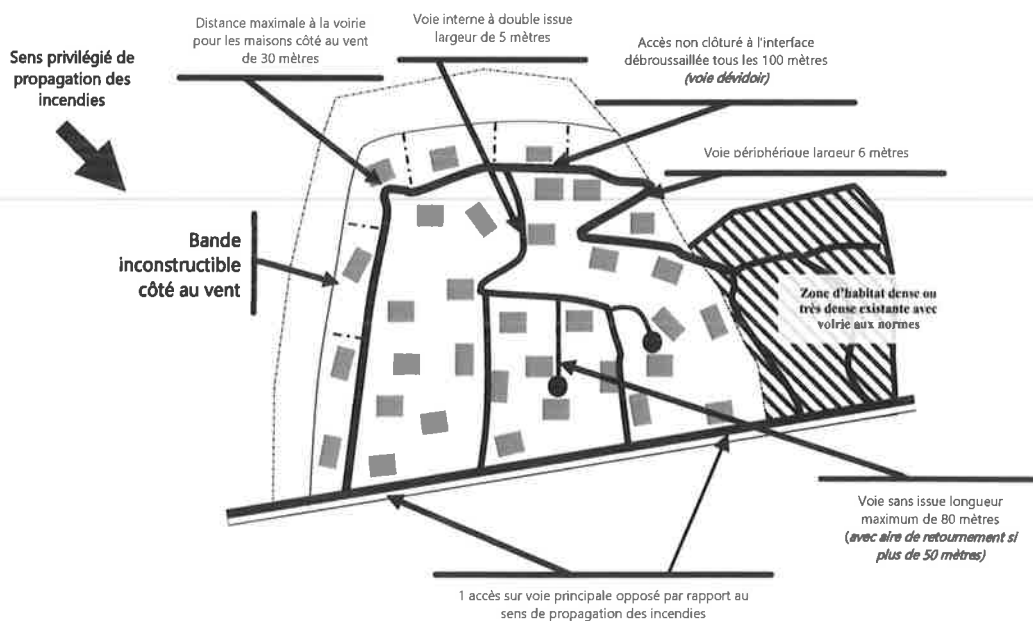 Distance maximale à la voirie
pour les maisons côté au vent
de 30 mètres
Voie interne à double issue
largeur de 5 mètres
Accès non clôturé à l'interface
débroussaillée tous les 100 mètres
(voie dévidoir)
Sens privilégié de
propagation des
incendies
Voie périphérique largeur 6 mètres
Bande
inconstructible
côté au vent
Zone d'habitat dense ou
très dense existante avec
voirie aux normes
Voie sans issue longueur
maximum de 80 mètres
(avec aire de retournement si
plus de 50 mètres)
1 accès sur voie principale opposé par rapport au
sens de propagation des incendies